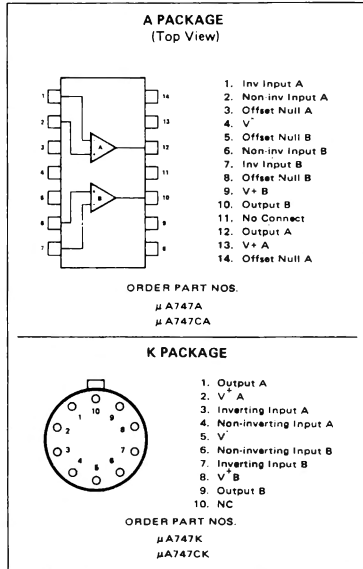 A PACKAGE
(Top View)
1
2
3
4
5
6
7
14
13
12
11
10
9
8
A
B
1. Inv Input A
2. Non-inv Input A
3. Offset Null A
4. V-
5. Offset Null B
6. Non-inv Input B
7. Inv Input B
8. Offset Null B
9. V+ B
10. Output B
11. No Connect
12. Output A
13. V+ A
14. Offset Null A
ORDER PART NOS.
μA747A
μA747CA
K PACKAGE
10
1
9
2
8
3
7
4
6
5
1. Output A
2. V+ A
3. Inverting Input A
4. Non-inverting Input A
5. V-
6. Non-inverting Input B
7. Inverting Input B
8. V+ B
9. Output B
10. NC
ORDER PART NOS.
μA747K
μA747CK